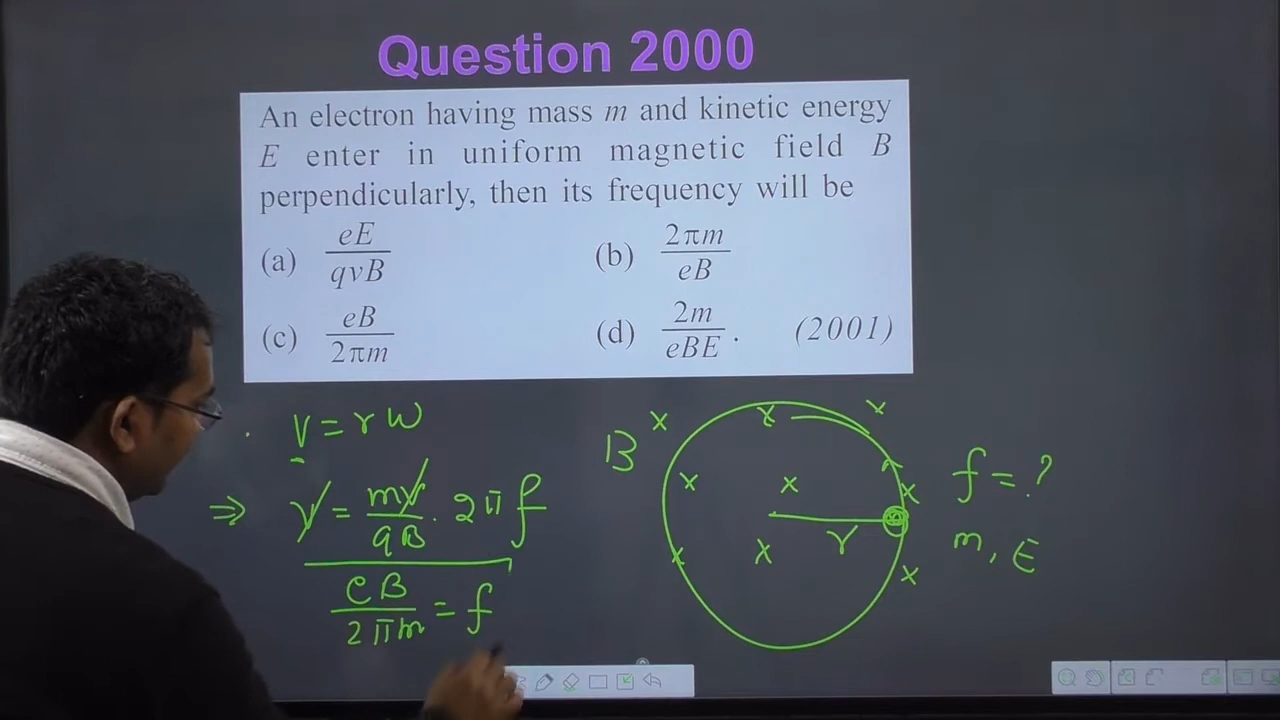 Question 2000
An electron having mass m and kinetic energy
E enter in uniform magnetic field B
perpendicularly, then its frequency will be
(a) eE/qvB (b) 2πm/eB
(c) eB/2πm (d) 2m/eBE. (2001)
v = rω
⇒ v = mv/qB . 2πf
eB/2πm = f
B x x x
x x x
r
x x x
f = ?
m, E